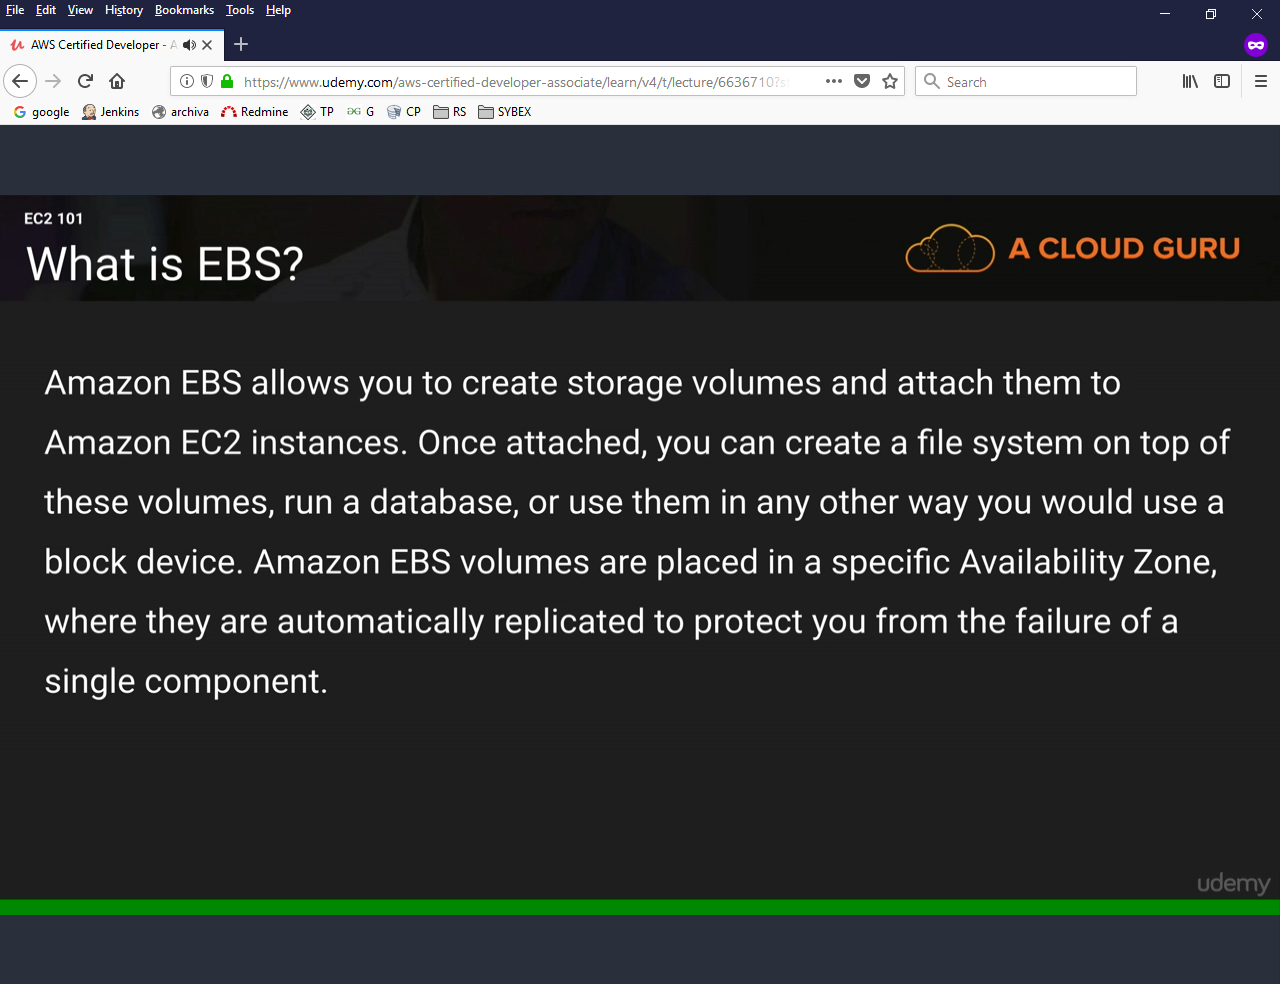 File Edit View History Bookmarks Tools Help
AWS Certified Developer - A
https://www.udemy.com/aws-certified-developer-associate/learn/v4/t/lecture/6636710?s
Search
google Jenkins archiva Redmine TP G CP RS SYBEX
EC2 101
What is EBS?
A CLOUD GURU
Amazon EBS allows you to create storage volumes and attach them to
Amazon EC2 instances. Once attached, you can create a file system on top of
these volumes, run a database, or use them in any other way you would use a
block device. Amazon EBS volumes are placed in a specific Availability Zone,
where they are automatically replicated to protect you from the failure of a
single component.
udemy